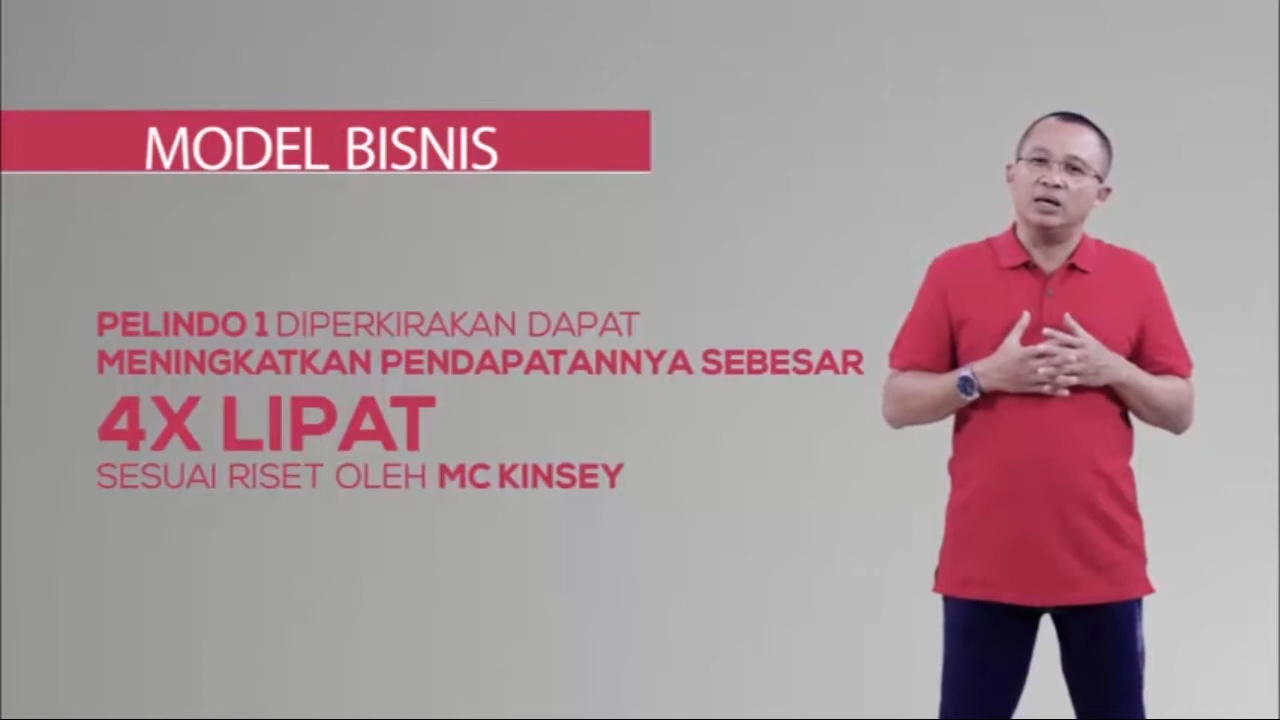 MODEL BISNIS
PELINDO 1 DIPERKIRAKAN DAPAT
MENINGKATKAN PENDAPATANNYA SEBESAR
4X LIPAT
SESUAI RISET OLEH MC KINSEY